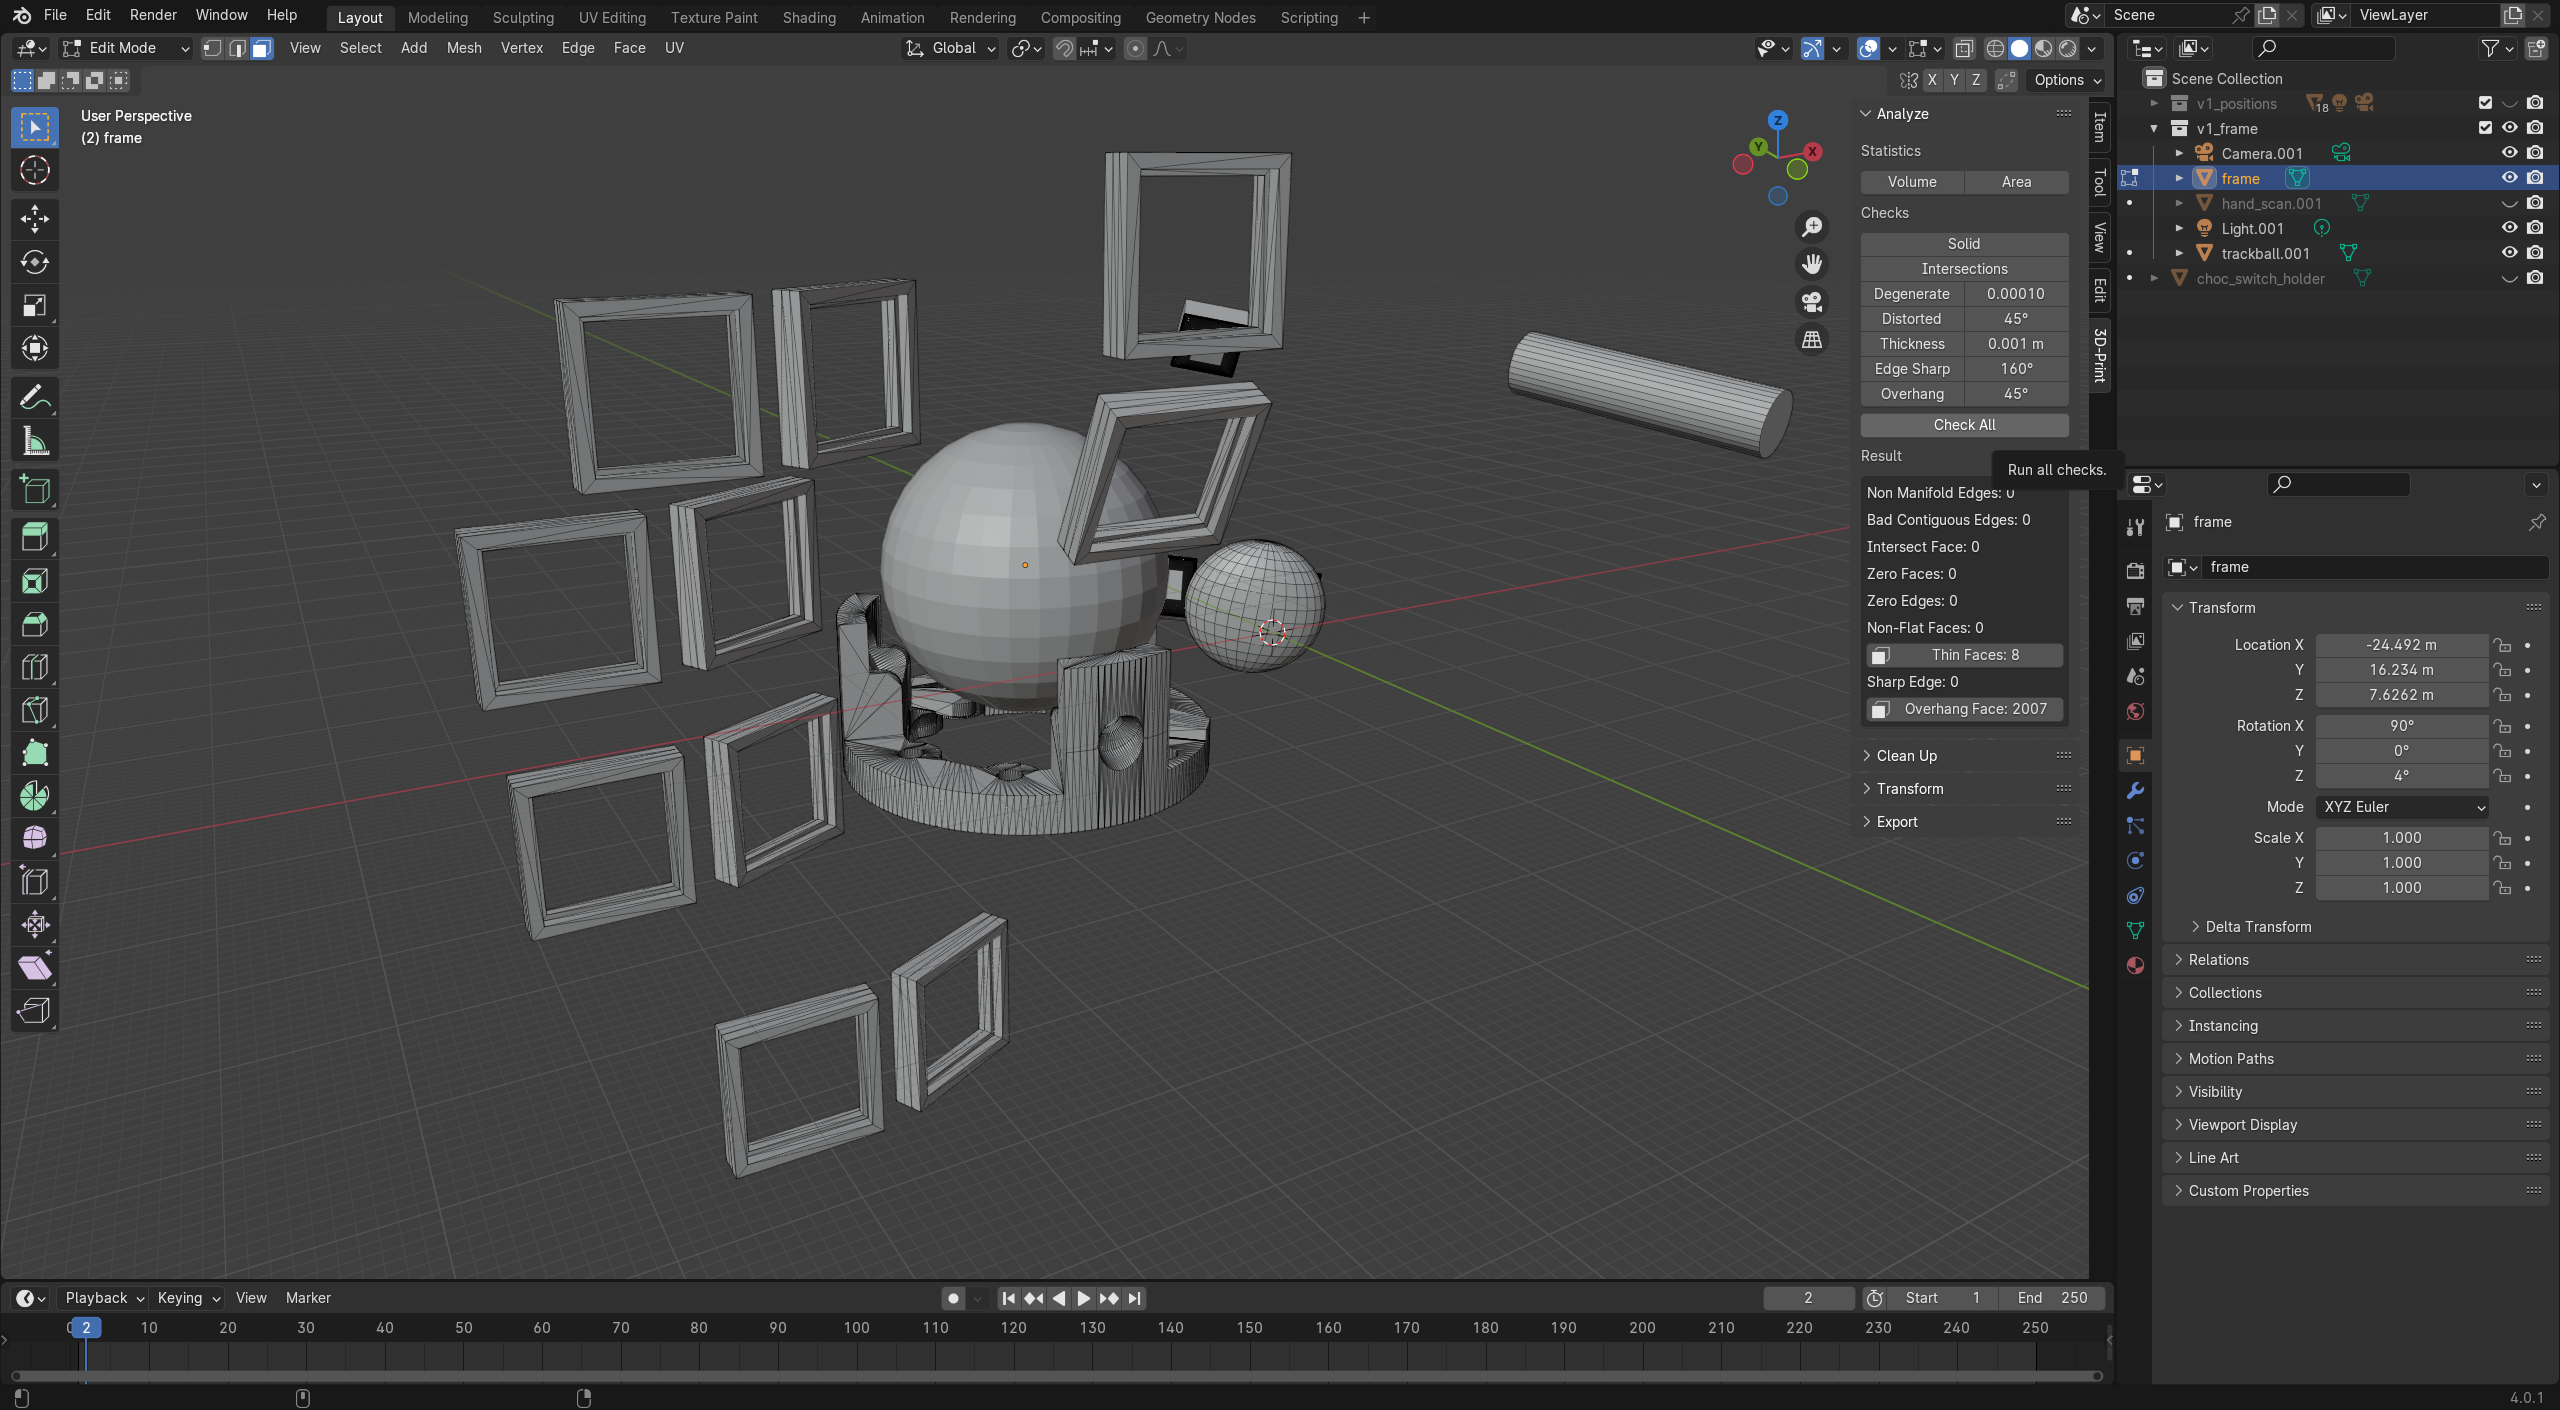 File Edit Render Window Help Layout Modeling Sculpting UV Editing Texture Paint Shading Animation Rendering Compositing Geometry Nodes Scripting + Scene ViewLayer
Edit Mode View Select Add Mesh Vertex Edge Face UV Global
X Y Z Options
User Perspective
(2) frame
Z
Y
X
Analyze
Statistics
Volume Area
Checks
Solid
Intersections
Degenerate 0.00010
Distorted 45°
Thickness 0.001 m
Edge Sharp 160°
Overhang 45°
Check All
Result
Run all checks.
Non Manifold Edges: 0
Bad Contiguous Edges: 0
Intersect Face: 0
Zero Faces: 0
Zero Edges: 0
Non-Flat Faces: 0
Thin Faces: 8
Sharp Edge: 0
Overhang Face: 2007
Clean Up
Transform
Export
Item
Tool
View
Edit
3D-Print
Scene Collection
v1_positions 18
v1_frame
Camera.001
frame
hand_scan.001
Light.001
trackball.001
choc_switch_holder
frame
frame
Transform
Location X -24.492 m
Y 16.234 m
Z 7.6262 m
Rotation X 90°
Y 0°
Z 4°
Mode XYZ Euler
Scale X 1.000
Y 1.000
Z 1.000
Delta Transform
Relations
Collections
Instancing
Motion Paths
Visibility
Viewport Display
Line Art
Custom Properties
Playback Keying View Marker 2 Start 1 End 250
0 2 10 20 30 40 50 60 70 80 90 100 110 120 130 140 150 160 170 180 190 200 210 220 230 240 250
4.0.1